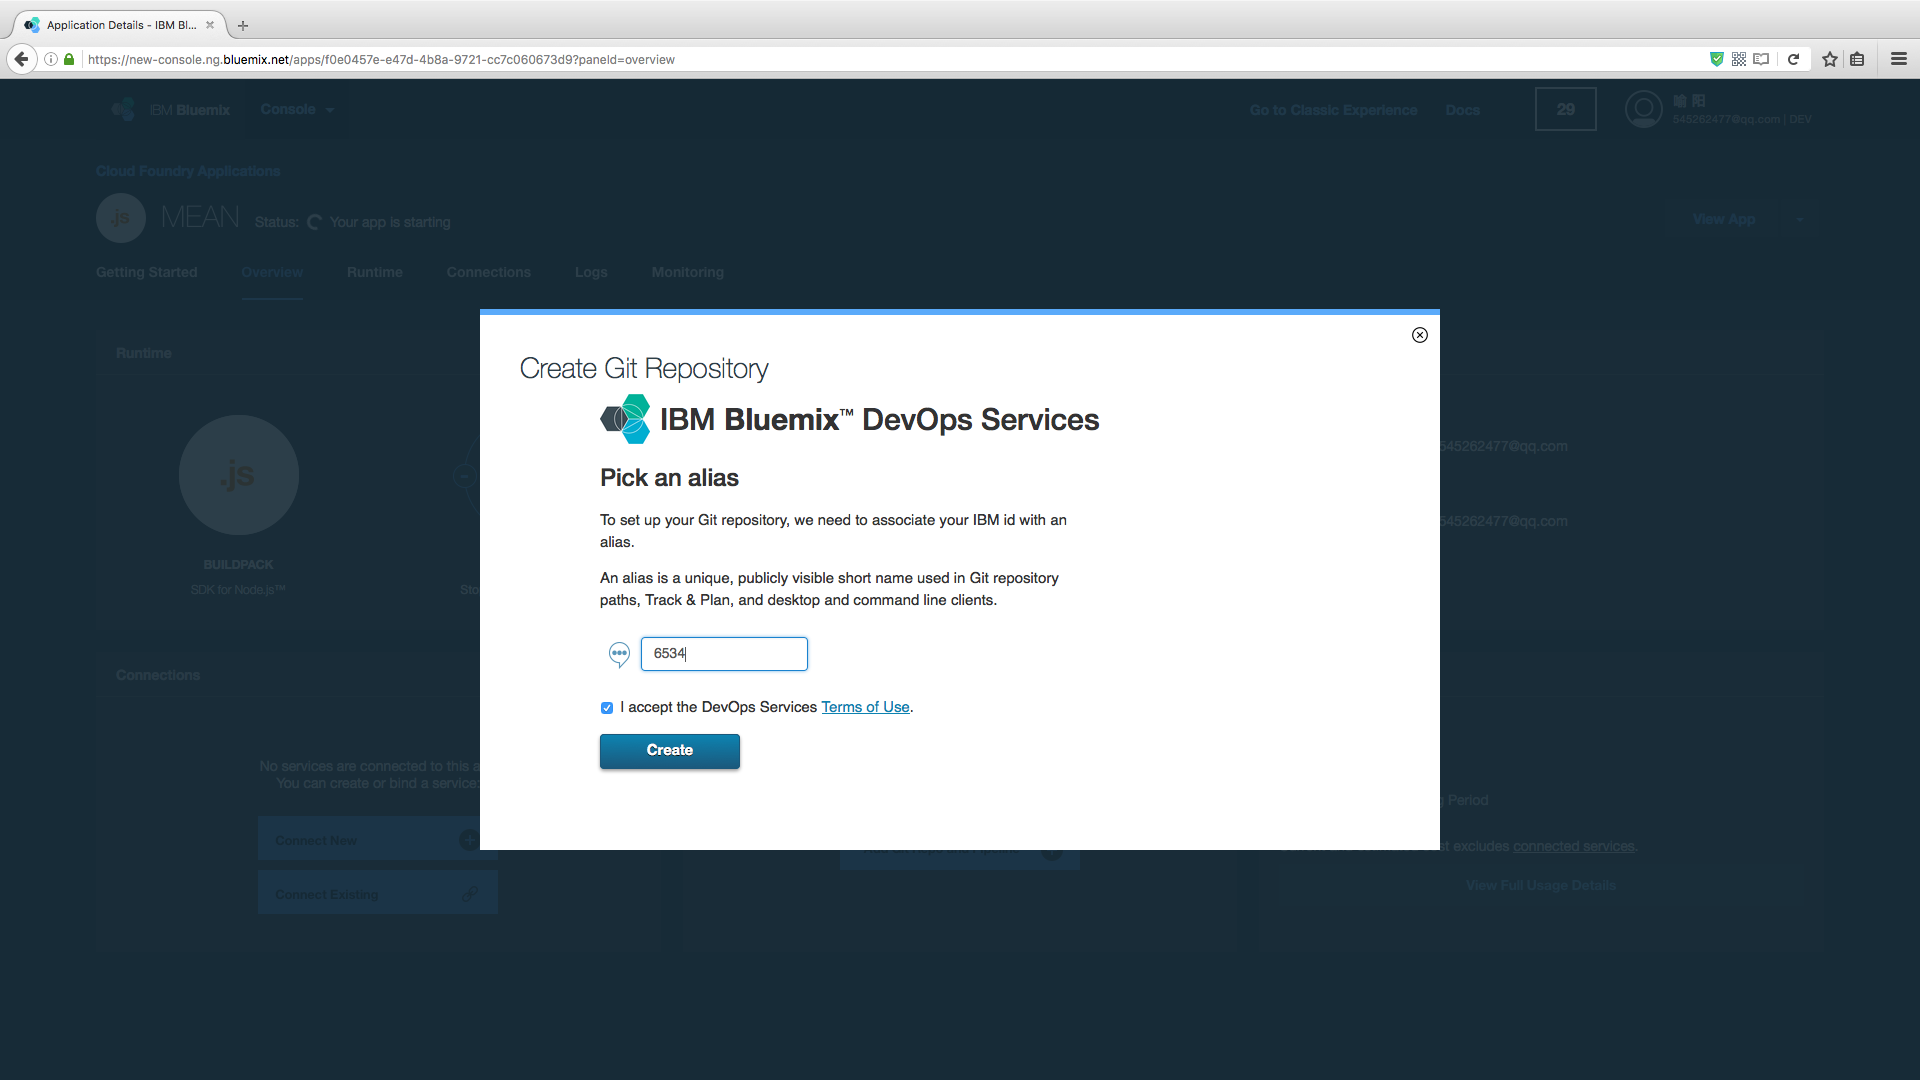 Application Details - IBM Bl...
https://new-console.ng.bluemix.net/apps/f0e0457e-e47d-4b8a-9721-cc7c060673d9?paneId=overview
IBM Bluemix
Console
Go to Classic Experience
Docs
29
喻 阳
545262477@qq.com | DEV
Cloud Foundry Applications
.js
MEAN
Status:
Your app is starting
View App
Getting Started
Overview
Runtime
Connections
Logs
Monitoring
Runtime
.js
BUILDPACK
SDK for Node.js™
Sto
Create Git Repository
IBM Bluemix™ DevOps Services
Pick an alias
To set up your Git repository, we need to associate your IBM id with an
alias.
An alias is a unique, publicly visible short name used in Git repository
paths, Track & Plan, and desktop and command line clients.
6534
I accept the DevOps Services Terms of Use.
Create
545262477@qq.com
545262477@qq.com
Connections
No services are connected to this a
You can create or bind a service.
Connect New
Connect Existing
Period
excludes connected services.
View Full Usage Details